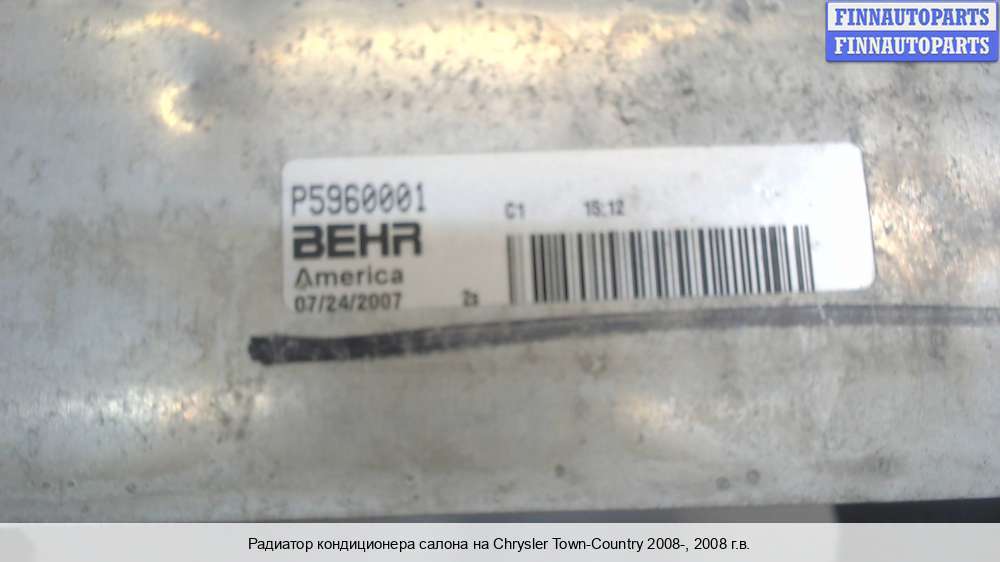 FINNAUTOPARTS
FINNAUTOPARTS
P5960001
C1 15:12
BEHR
America
07/24/2007 2s
Радиатор кондиционера салона на Chrysler Town-Country 2008-, 2008 г.в.